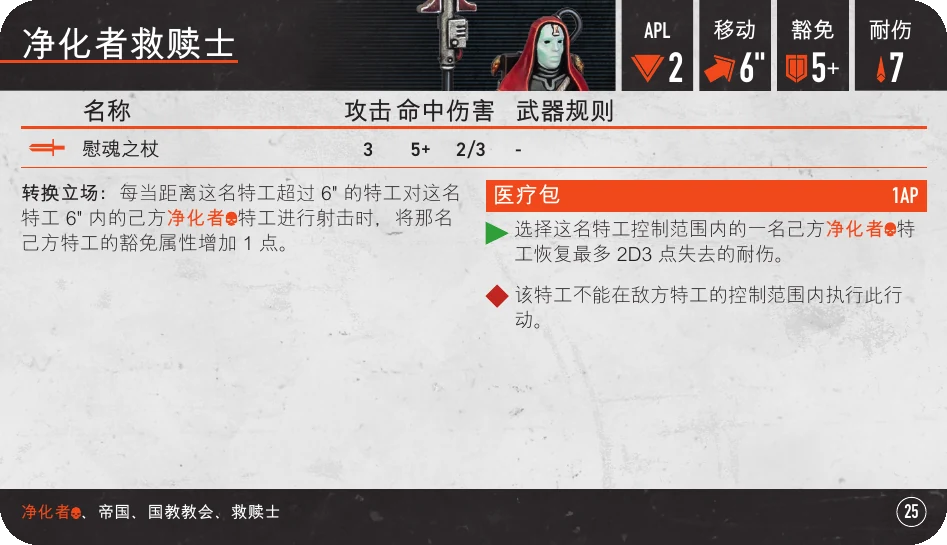 净化者救赎士
APL 移动 豁免 耐伤
2 6" 5+ 7
名称 攻击 命中 伤害 武器规则
慰魂之杖 3 5+ 2/3 -
转换立场：每当距离这名特工超过 6" 的特工对这名
特工 6" 内的己方净化者特工进行射击时，将那名
己方特工的豁免属性增加 1 点。
医疗包 1AP
选择这名特工控制范围内的一名己方净化者特
工恢复最多 2D3 点失去的耐伤。
该特工不能在敌方特工的控制范围内执行此行
动。
净化者、帝国、国教教会、救赎士
25